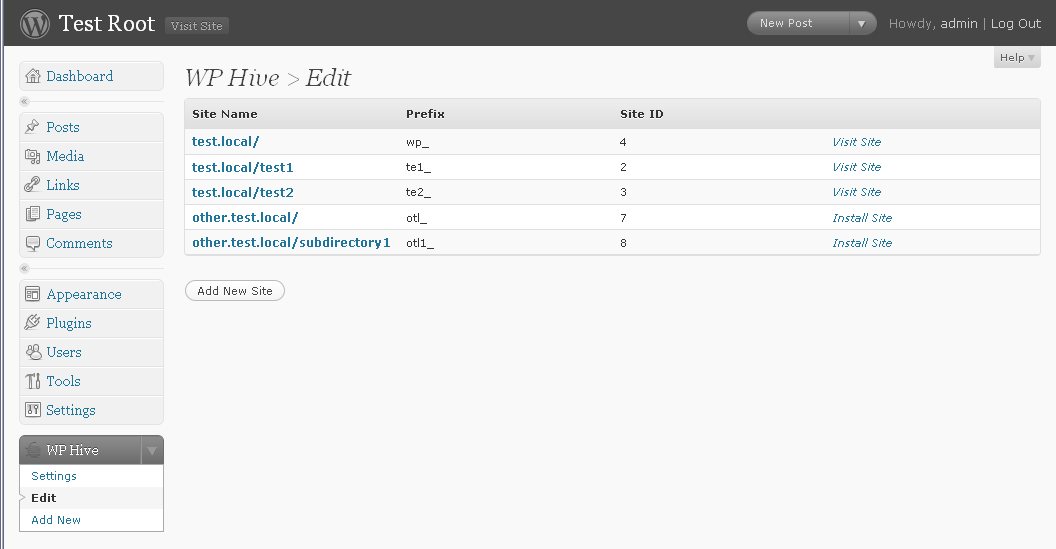 Test Root Visit Site New Post ▼ Howdy, admin | Log Out
Help ▼
WP Hive > Edit
Dashboard
Posts
Media
Links
Pages
Comments
Appearance
Plugins
Users
Tools
Settings
WP Hive
Settings
Edit
Add New
Site Name Prefix Site ID
test.local/ wp_ 4 Visit Site
test.local/test1 te1_ 2 Visit Site
test.local/test2 te2_ 3 Visit Site
other.test.local/ otl_ 7 Install Site
other.test.local/subdirectory1 otl1_ 8 Install Site
Add New Site